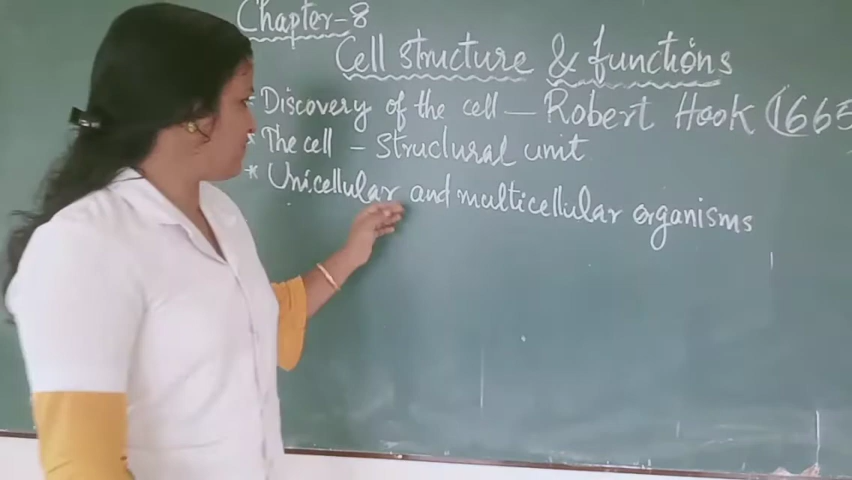 Chapter-8
Cell structure & functions
* Discovery of the cell — Robert Hook (1665
* The cell - Structural unit
* Unicellular and multicellular organisms